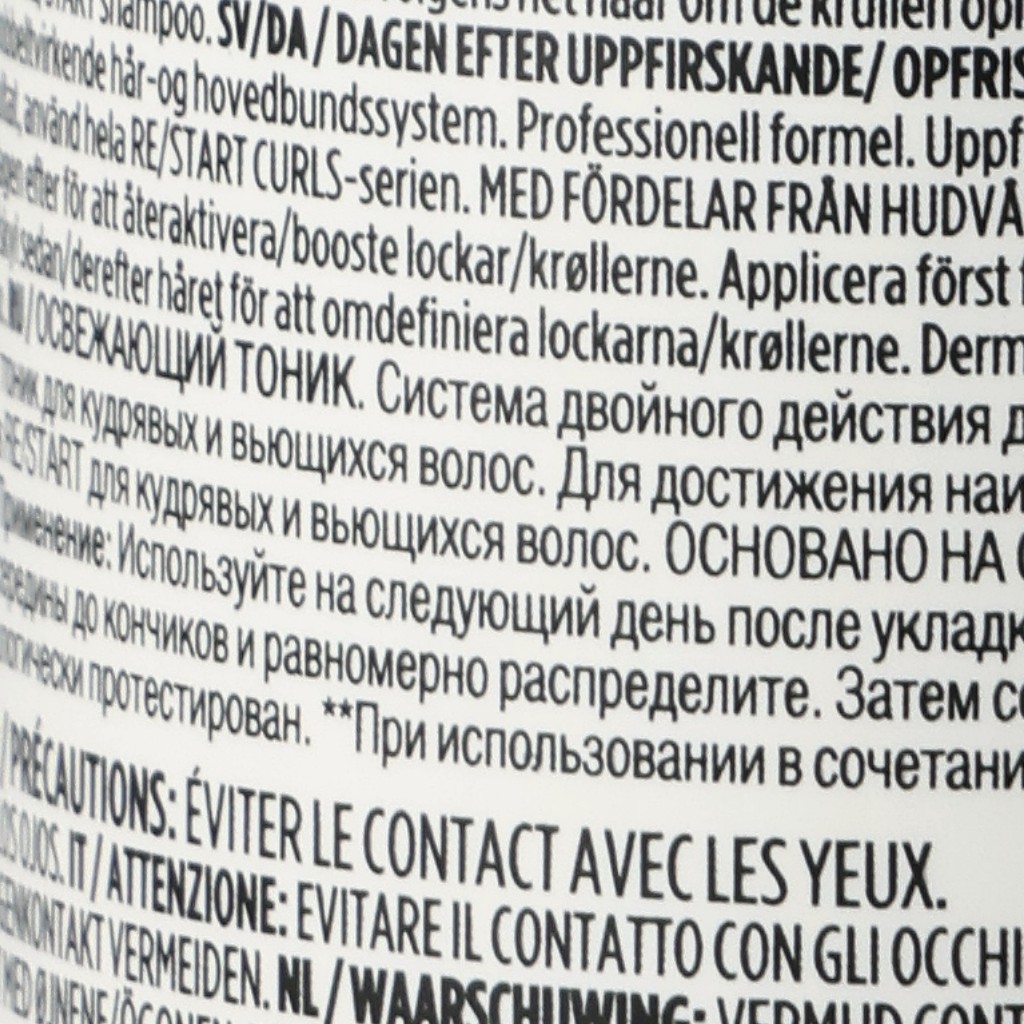 shampoo. SV/DA / DAGEN EFTER UPPFIRSKANDE/ OPFRIS
hår-og hovedbundssystem. Professionell formel. Uppf
använd hela RE/START CURLS-serien. MED FÖRDELAR FRÅN HUDVÅ
efter för att återaktivera/booste lockar/krøllerne. Applicera först f
sedan/derefter håret för att omdefiniera lockarna/krøllerne. Derm
/ ОСВЕЖАЮЩИЙ ТОНИК. Система двойного действия д
для кудрявых и вьющихся волос. Для достижения наи
RE/START для кудрявых и вьющихся волос. ОСНОВАНО НА
Применение: Используйте на следующий день после укладк
до кончиков и равномерно распределите. Затем со
протестирован. **При использовании в сочетани
/ PRÉCAUTIONS: ÉVITER LE CONTACT AVEC LES YEUX.
OJOS. IT / ATTENZIONE: EVITARE IL CONTATTO CON GLI OCCHI
VERMEIDEN. NL / WAARSCHUWING: VERMIJD CONT